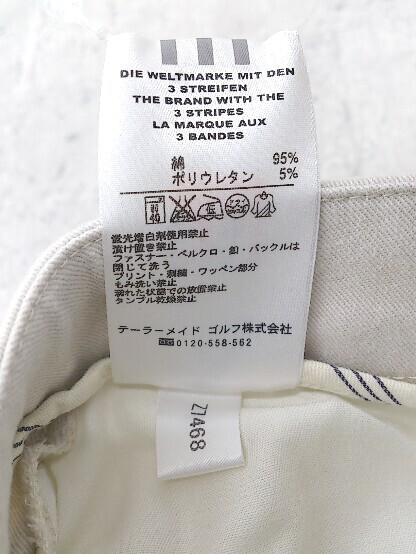 DIE WELTMARKE MIT DEN
3 STREIFEN
THE BRAND WITH THE
3 STRIPES
LA MARQUE AUX
3 BANDES
綿 95%
ポリウレタン 5%
蛍光増白剤使用禁止
漬け置き禁止
ファスナー・ベルクロ・釦・バックルは
閉じて洗う
プリント・刺繍・ワッペン部分
もみ洗い禁止
濡れた状態での放置禁止
タンブル乾燥禁止
テーラーメイド ゴルフ株式会社
0120-558-562
Z1468